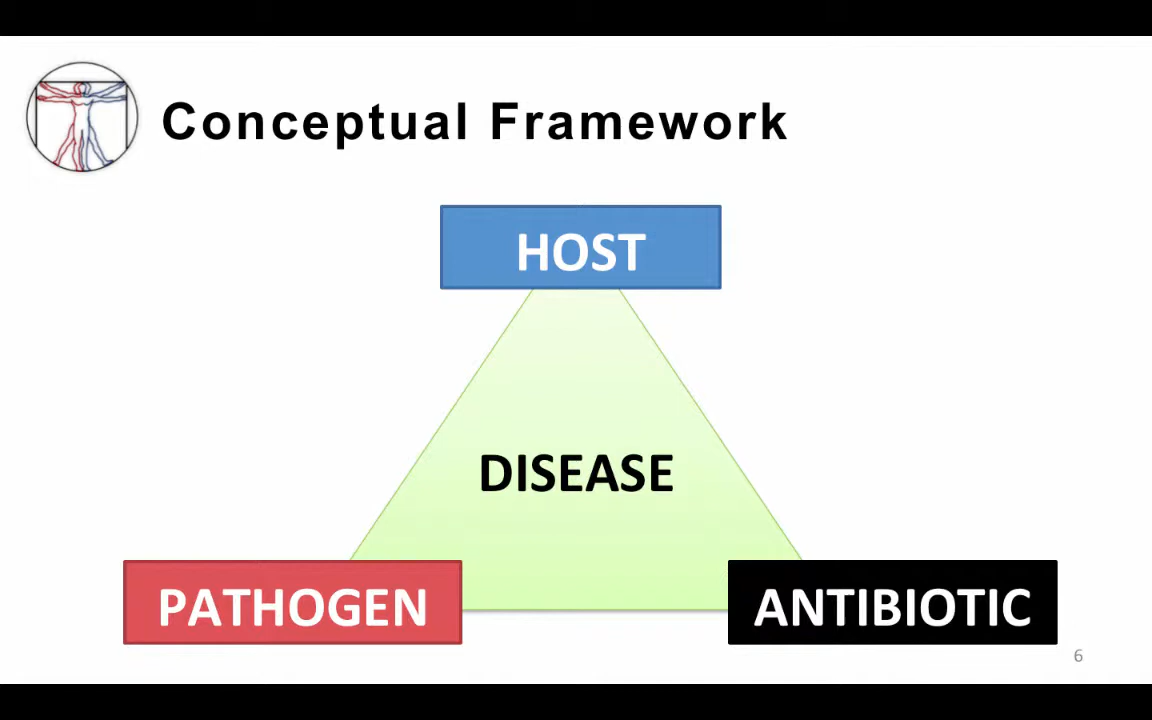 Conceptual Framework
HOST
DISEASE
PATHOGEN
ANTIBIOTIC
6